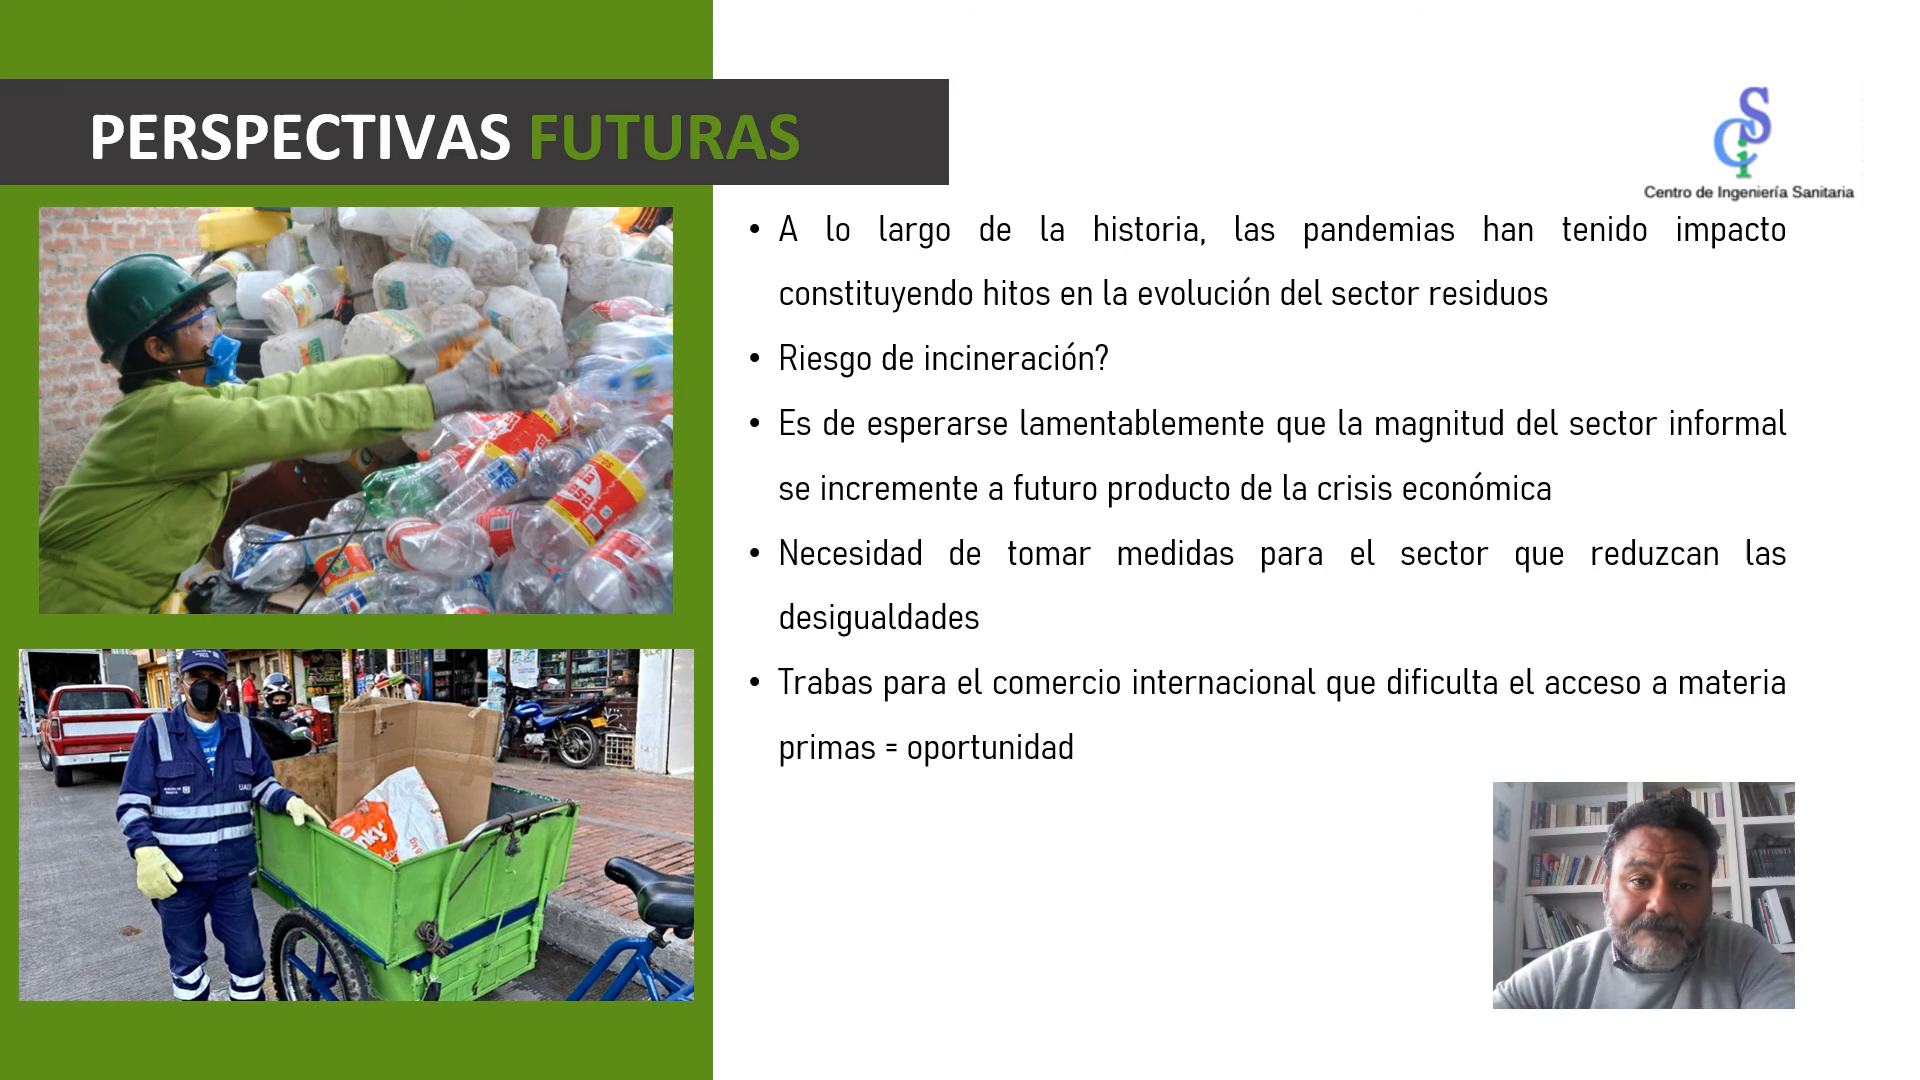 PERSPECTIVAS FUTURAS
CiS
Centro de Ingeniería Sanitaria
• A lo largo de la historia, las pandemias han tenido impacto
constituyendo hitos en la evolución del sector residuos
• Riesgo de incineración?
• Es de esperarse lamentablemente que la magnitud del sector informal
se incremente a futuro producto de la crisis económica
• Necesidad de tomar medidas para el sector que reduzcan las
desigualdades
• Trabas para el comercio internacional que dificulta el acceso a materia
primas = oportunidad